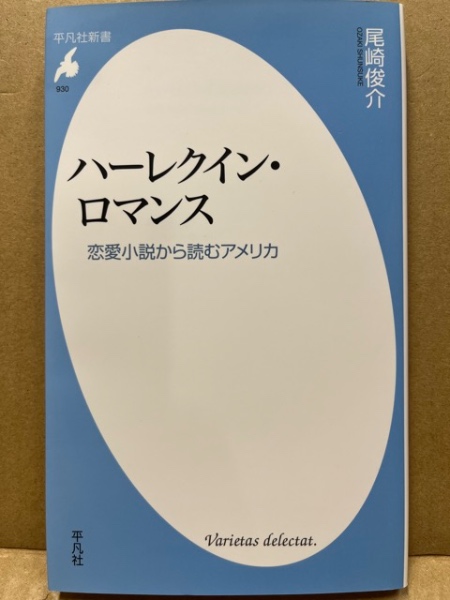 平凡社新書
930
尾崎俊介
OZAKI SHUNSUKE
ハーレクイン・
ロマンス
恋愛小説から読むアメリカ
平凡社
Varietas delectat.